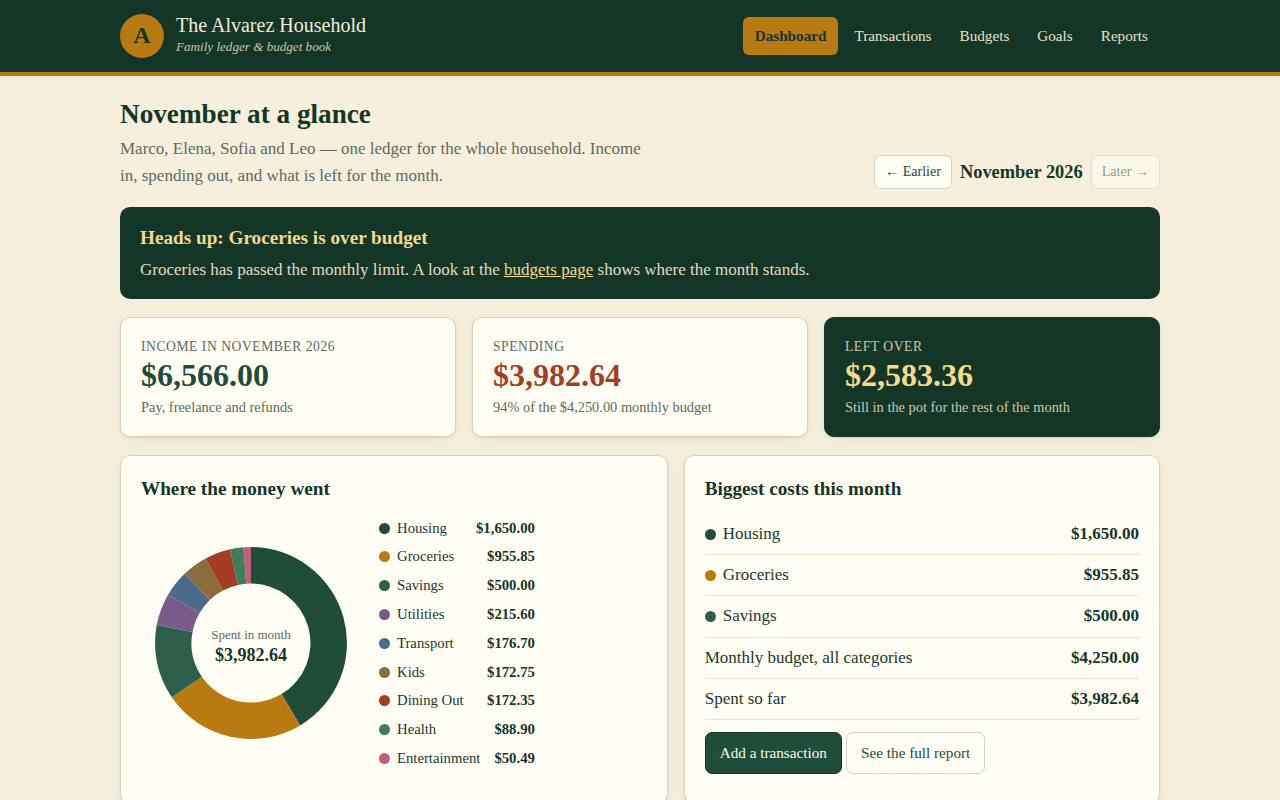 A
The Alvarez Household
Family ledger & budget book
Dashboard
Transactions
Budgets
Goals
Reports
November at a glance
Marco, Elena, Sofia and Leo — one ledger for the whole household. Income
in, spending out, and what is left for the month.
← Earlier
November 2026
Later →
Heads up: Groceries is over budget
Groceries has passed the monthly limit. A look at the budgets page shows where the month stands.
INCOME IN NOVEMBER 2026
$6,566.00
Pay, freelance and refunds
SPENDING
$3,982.64
94% of the $4,250.00 monthly budget
LEFT OVER
$2,583.36
Still in the pot for the rest of the month
Where the money went
Spent in month
$3,982.64
Housing $1,650.00
Groceries $955.85
Savings $500.00
Utilities $215.60
Transport $176.70
Kids $172.75
Dining Out $172.35
Health $88.90
Entertainment $50.49
Biggest costs this month
Housing $1,650.00
Groceries $955.85
Savings $500.00
Monthly budget, all categories $4,250.00
Spent so far $3,982.64
Add a transaction
See the full report